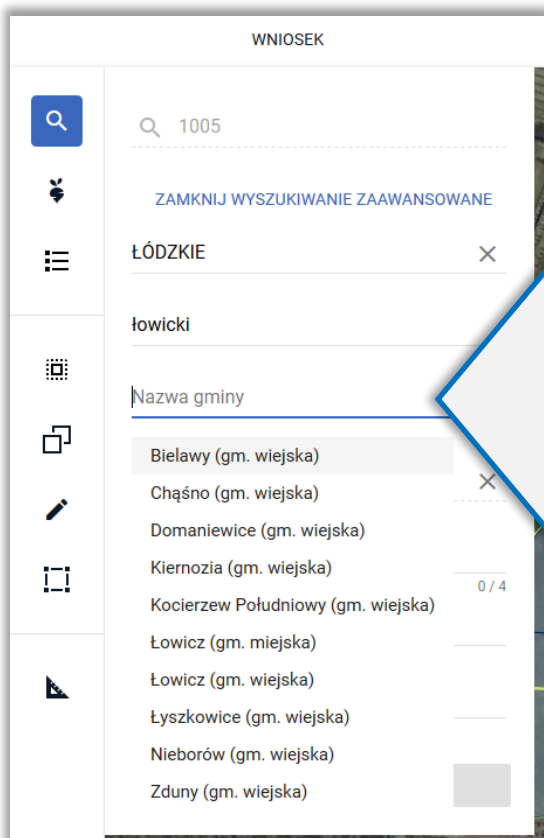 WNIOSEK
1005
ZAMKNIJ WYSZUKIWANIE ZAAWANSOWANE
ŁÓDZKIE
łowicki
Nazwa gminy
Bielawy (gm. wiejska)
Chąśno (gm. wiejska)
Domaniewice (gm. wiejska)
Kiernozia (gm. wiejska)
0 / 4
Kocierzew Południowy (gm. wiejska)
Łowicz (gm. miejska)
Łowicz (gm. wiejska)
Łyszkowice (gm. wiejska)
Nieborów (gm. wiejska)
Zduny (gm. wiejska)